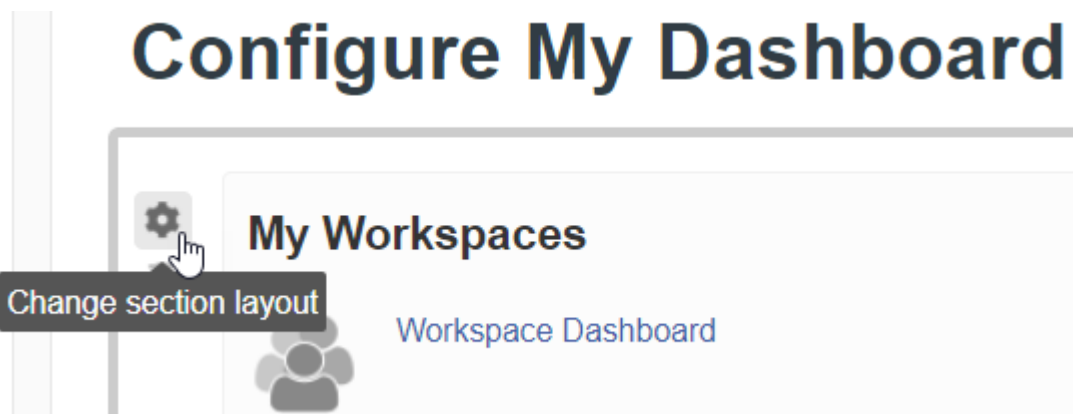 Configure My Dashboard
My Workspaces
Change section layout
Workspace Dashboard